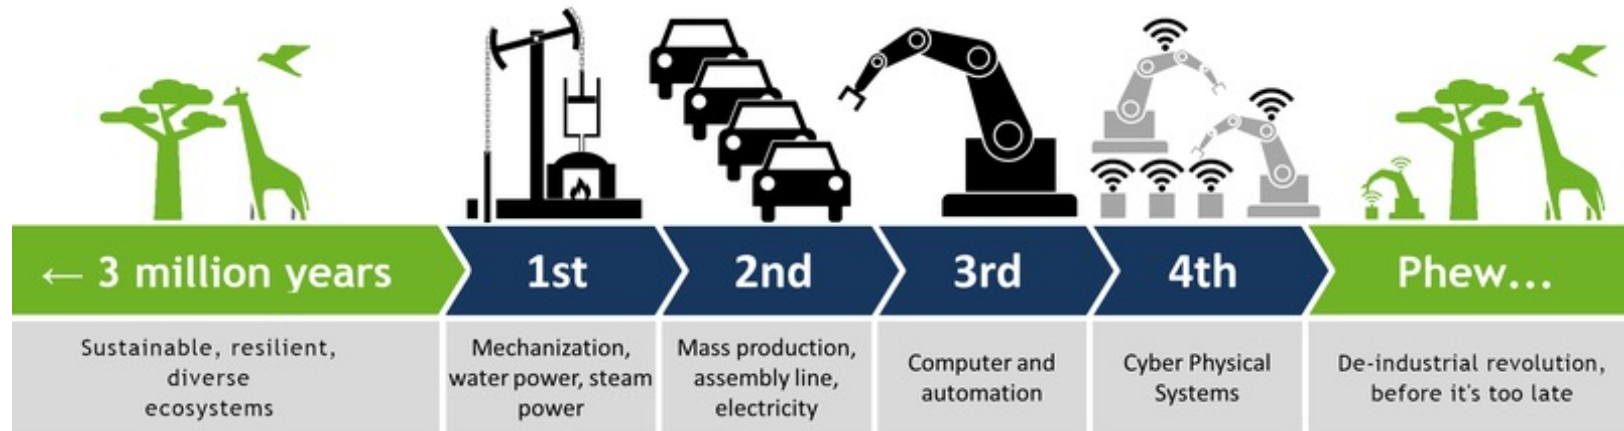 ← 3 million years
1st
2nd
3rd
4th
Phew...
Sustainable, resilient,
diverse
ecosystems
Mechanization,
water power, steam
power
Mass production,
assembly line,
electricity
Computer and
automation
Cyber Physical
Systems
De-industrial revolution,
before it's too late